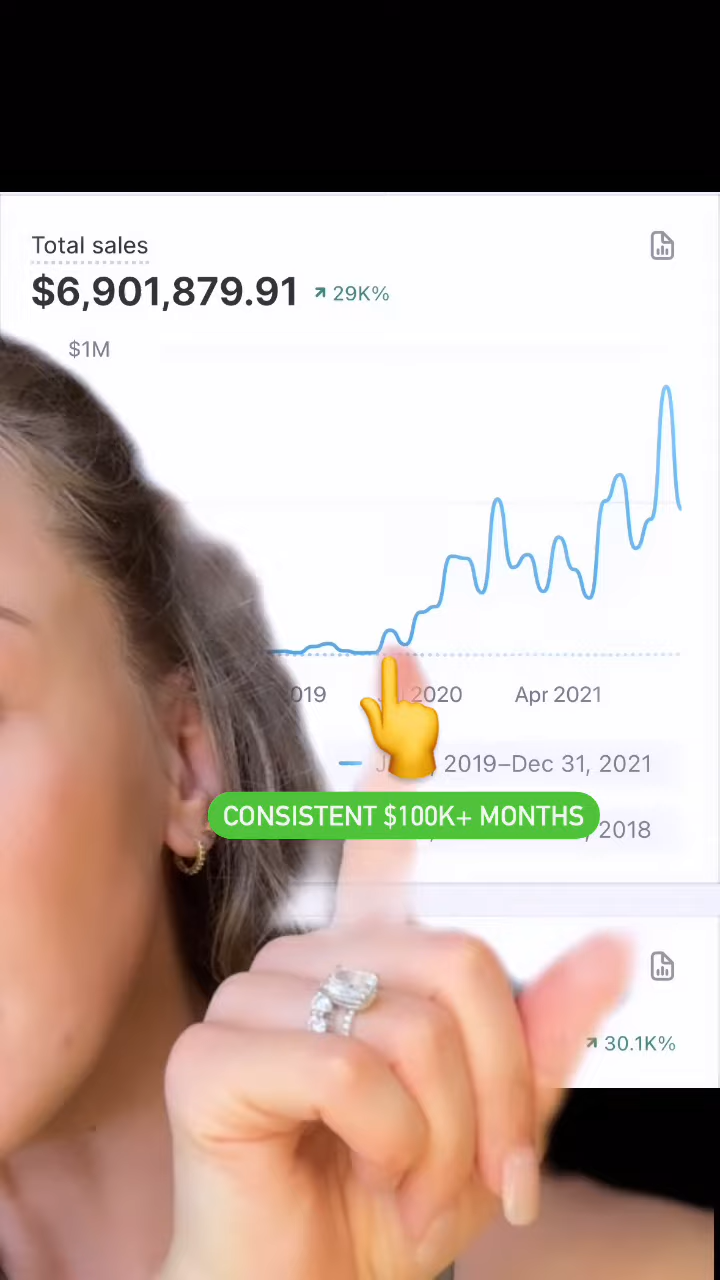 Total sales
$6,901,879.91 29K%
$1M
019 2020 Apr 2021
2019–Dec 31, 2021
CONSISTENT $100K+ MONTHS
2018
30.1K%